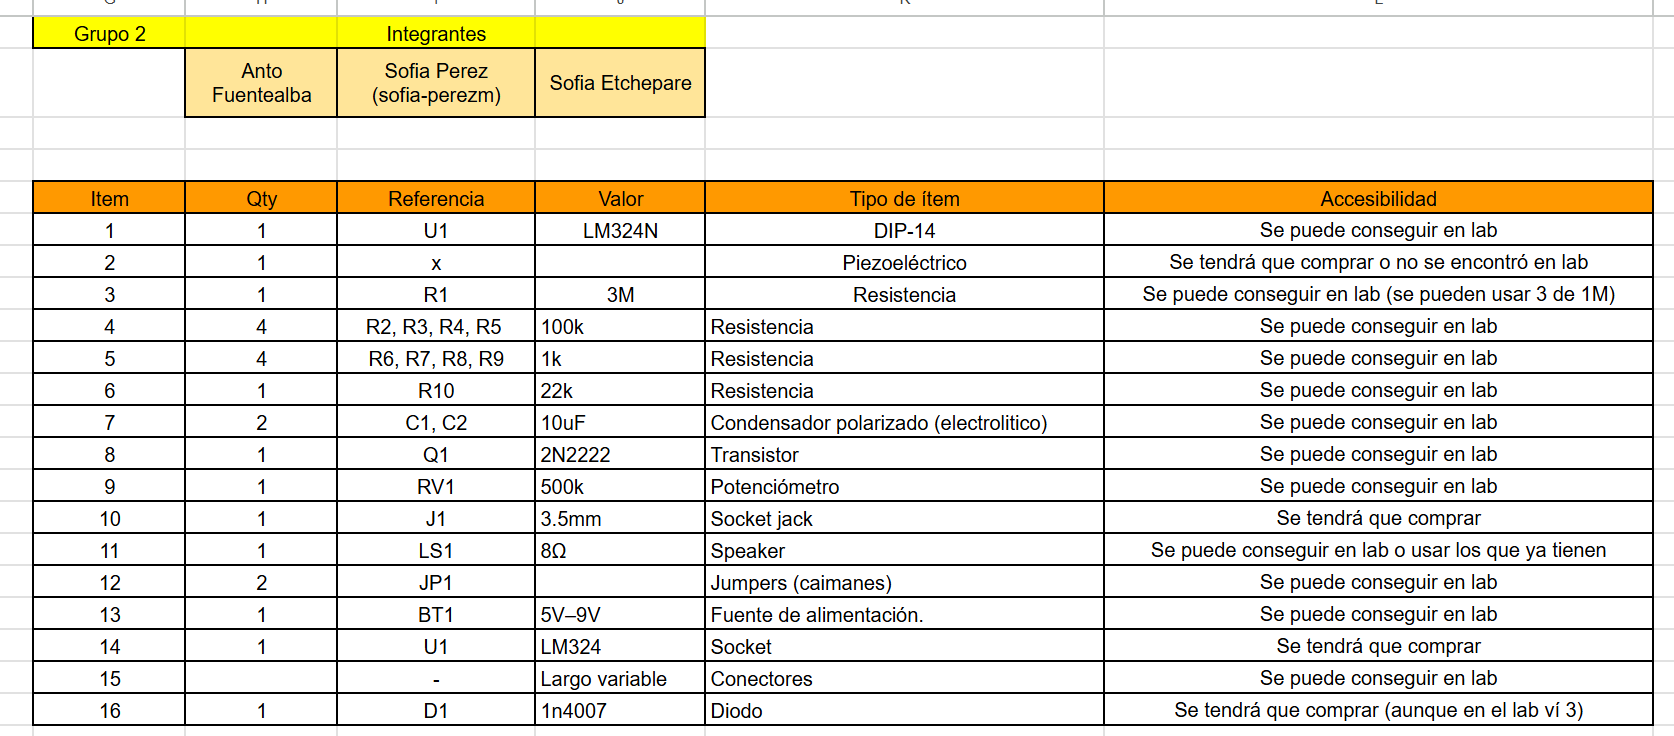 Grupo 2 Integrantes
Anto Fuentealba Sofia Perez (sofia-perezm) Sofia Etchepare
Item Qty Referencia Valor Tipo de ítem Accesibilidad
1 1 U1 LM324N DIP-14 Se puede conseguir en lab
2 1 x Piezoeléctrico Se tendrá que comprar o no se encontró en lab
3 1 R1 3M Resistencia Se puede conseguir en lab (se pueden usar 3 de 1M)
4 4 R2, R3, R4, R5 100k Resistencia Se puede conseguir en lab
5 4 R6, R7, R8, R9 1k Resistencia Se puede conseguir en lab
6 1 R10 22k Resistencia Se puede conseguir en lab
7 2 C1, C2 10uF Condensador polarizado (electrolitico) Se puede conseguir en lab
8 1 Q1 2N2222 Transistor Se puede conseguir en lab
9 1 RV1 500k Potenciómetro Se puede conseguir en lab
10 1 J1 3.5mm Socket jack Se tendrá que comprar
11 1 LS1 8Ω Speaker Se puede conseguir en lab o usar los que ya tienen
12 2 JP1 Jumpers (caimanes) Se puede conseguir en lab
13 1 BT1 5V–9V Fuente de alimentación. Se puede conseguir en lab
14 1 U1 LM324 Socket Se tendrá que comprar
15 - Largo variable Conectores Se puede conseguir en lab
16 1 D1 1n4007 Diodo Se tendrá que comprar (aunque en el lab ví 3)